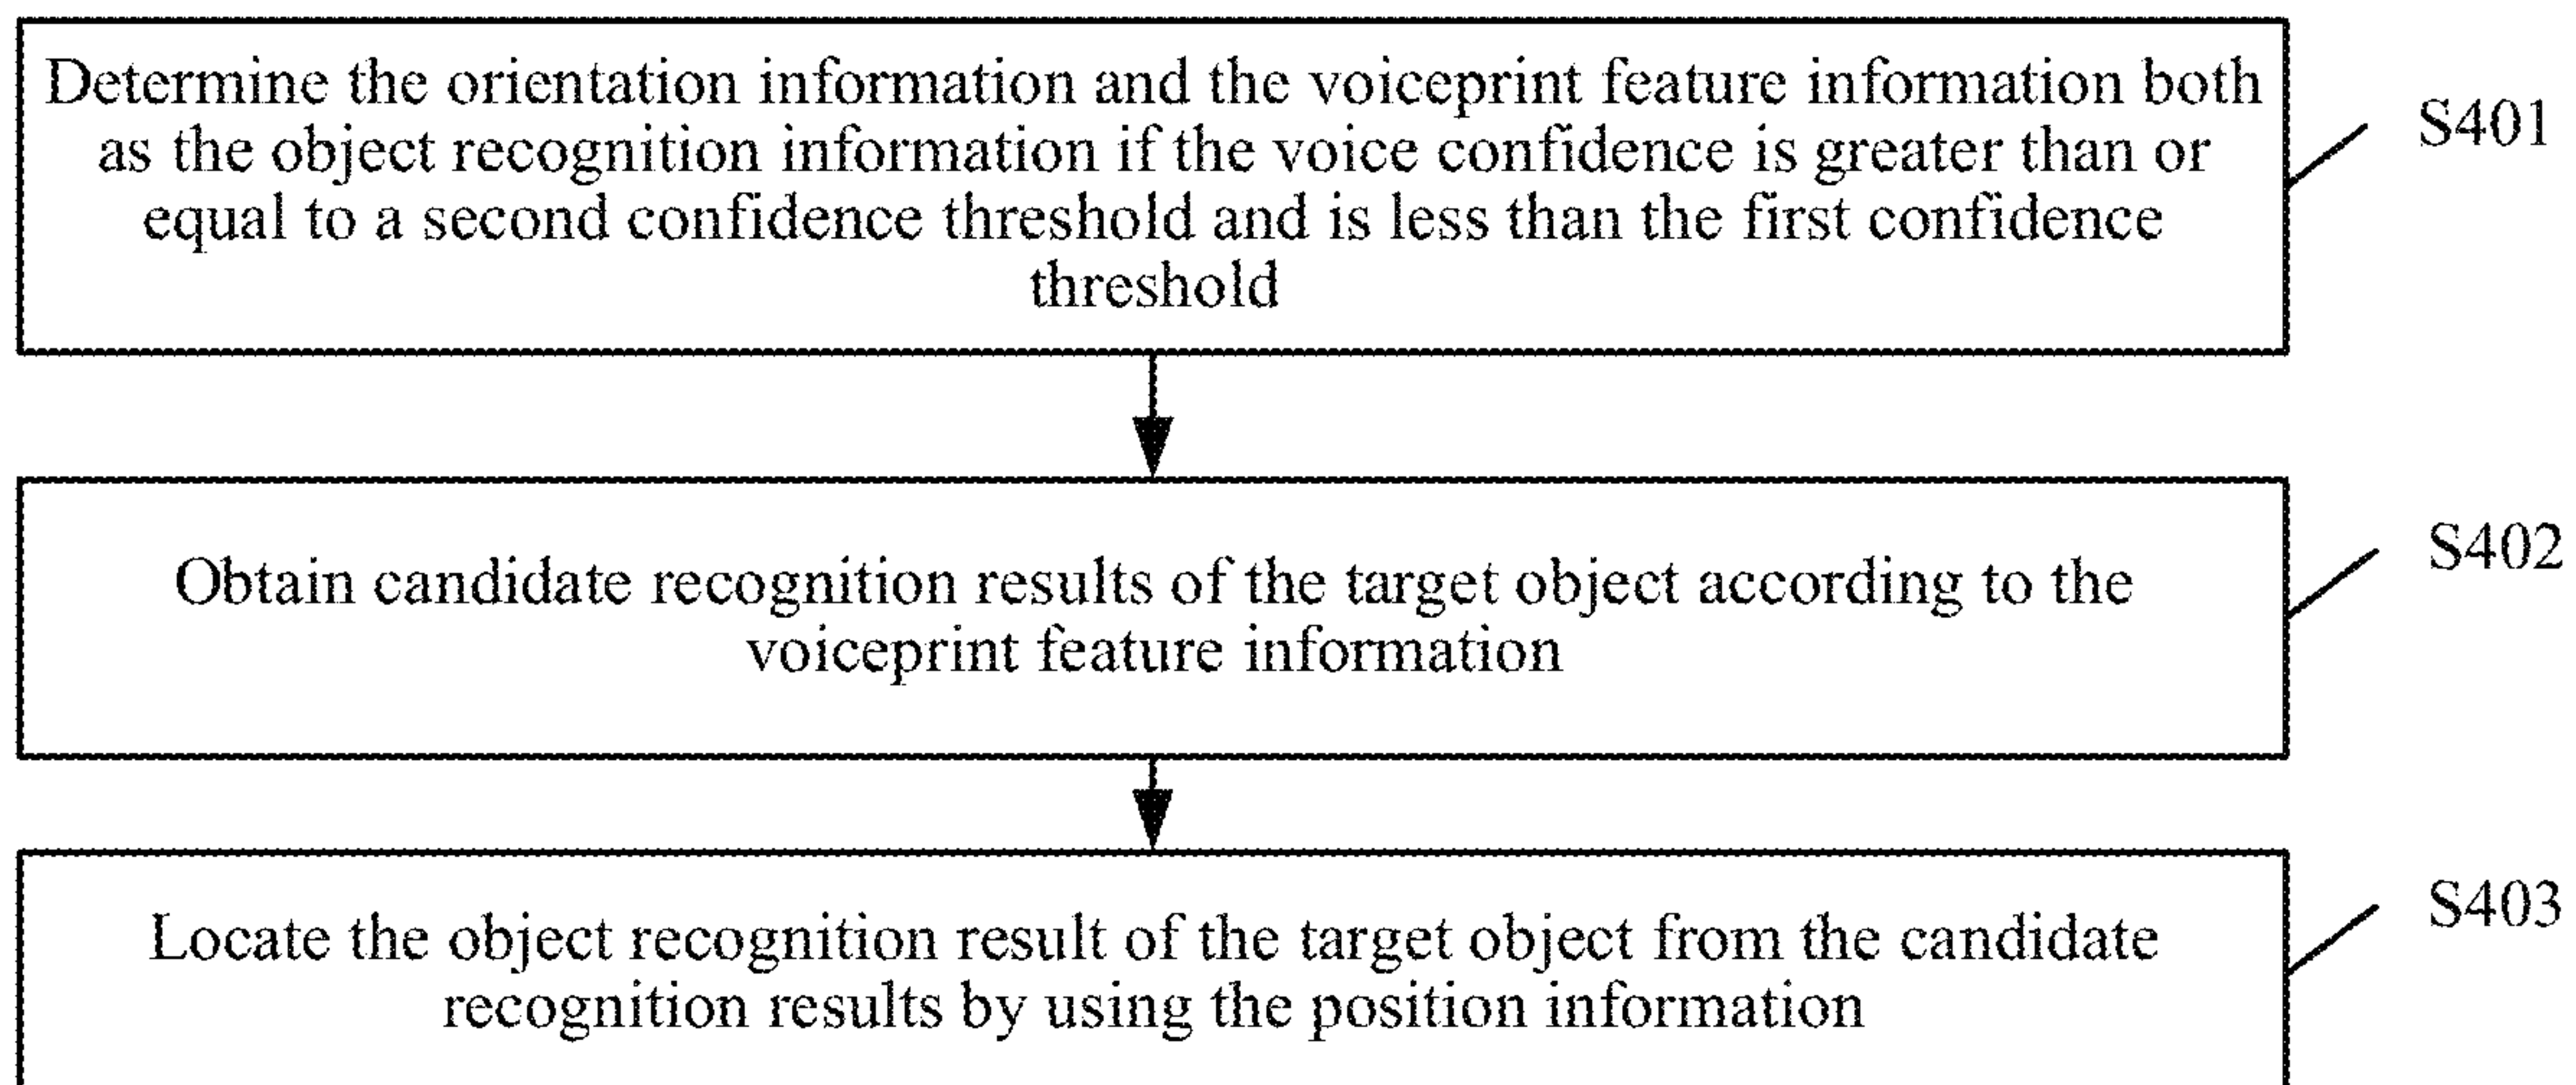 Determine the orientation information and the voiceprint feature information both
as the object recognition information if the voice confidence is greater than or
equal to a second confidence threshold and is less than the first confidence
threshold
S401
Obtain candidate recognition results of the target object according to the
voiceprint feature information
S402
Locate the object recognition result of the target object from the candidate
recognition results by using the position information
S403